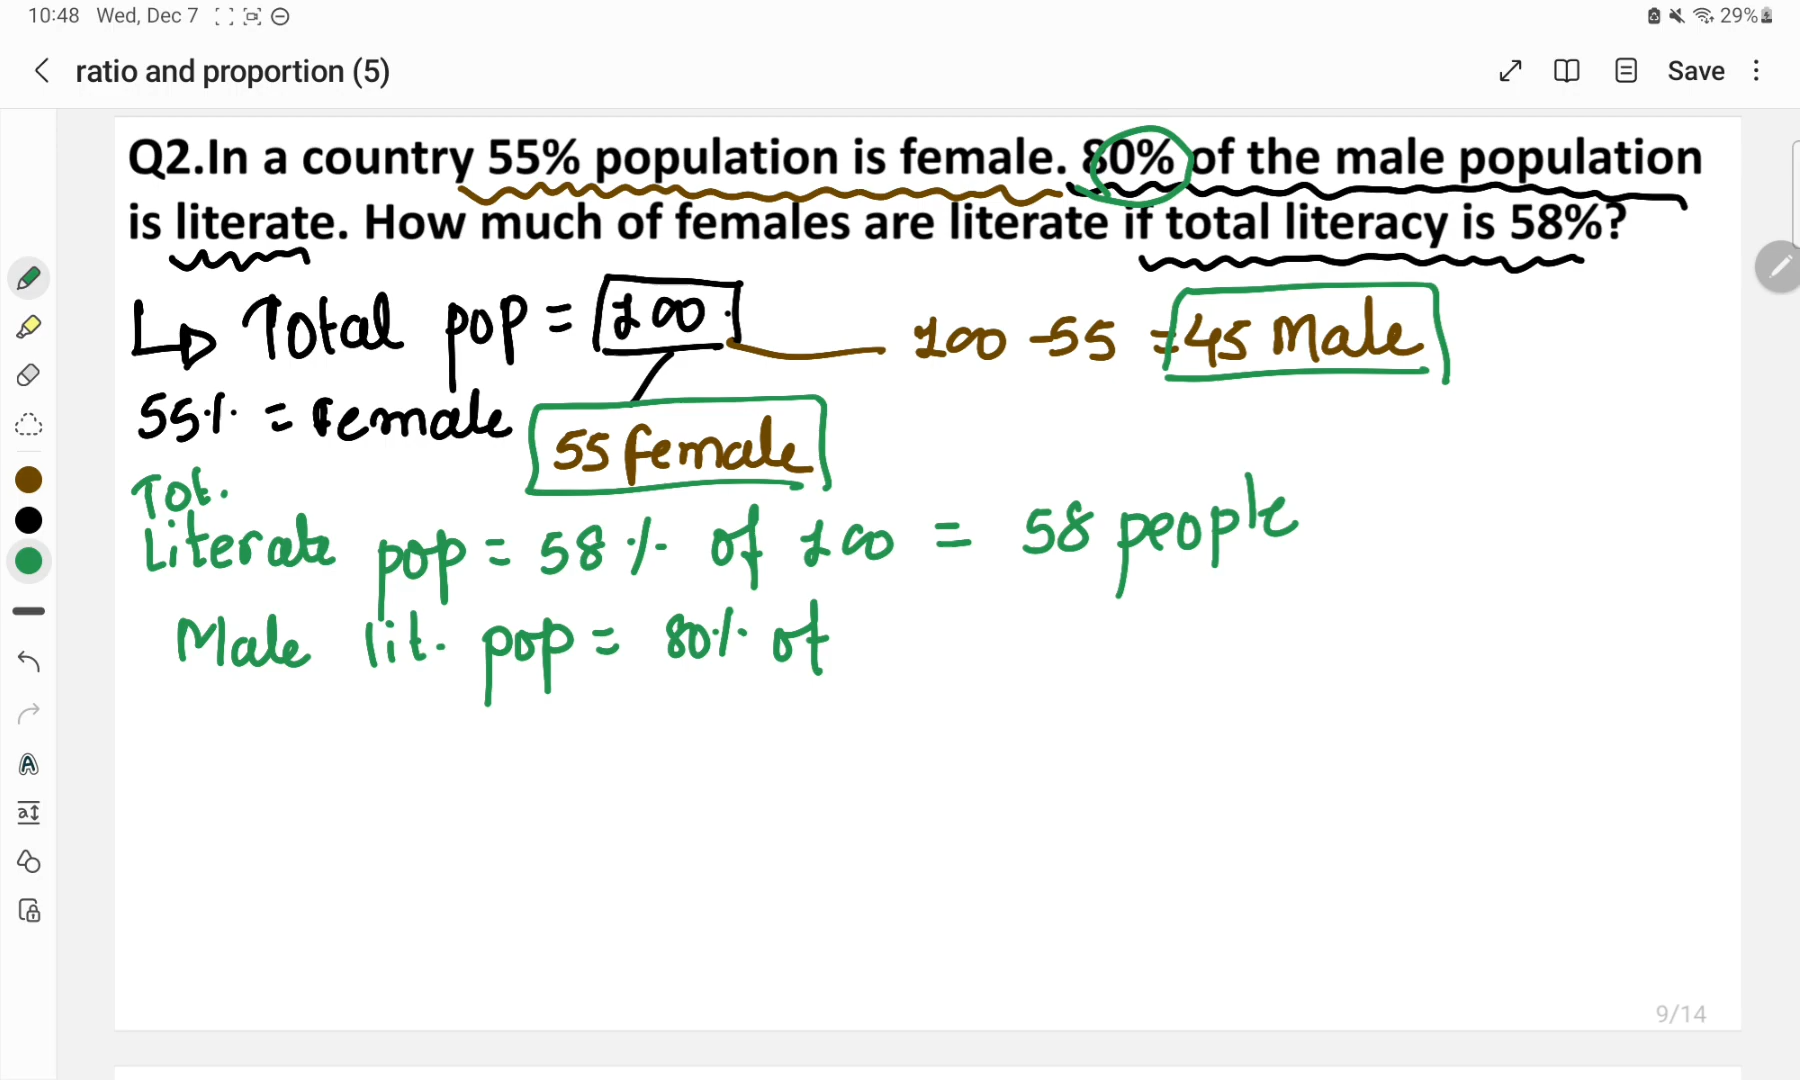 10:48 Wed, Dec 7 29%
ratio and proportion (5) Save
Q2.In a country 55% population is female. 80% of the male population
is literate. How much of females are literate if total literacy is 58%?
Total pop = 100 100 - 55 = 45 Male
55% = female 55 female
Tot.
Literate pop = 58% of 100 = 58 people
Male lit. pop = 80% of
9/14